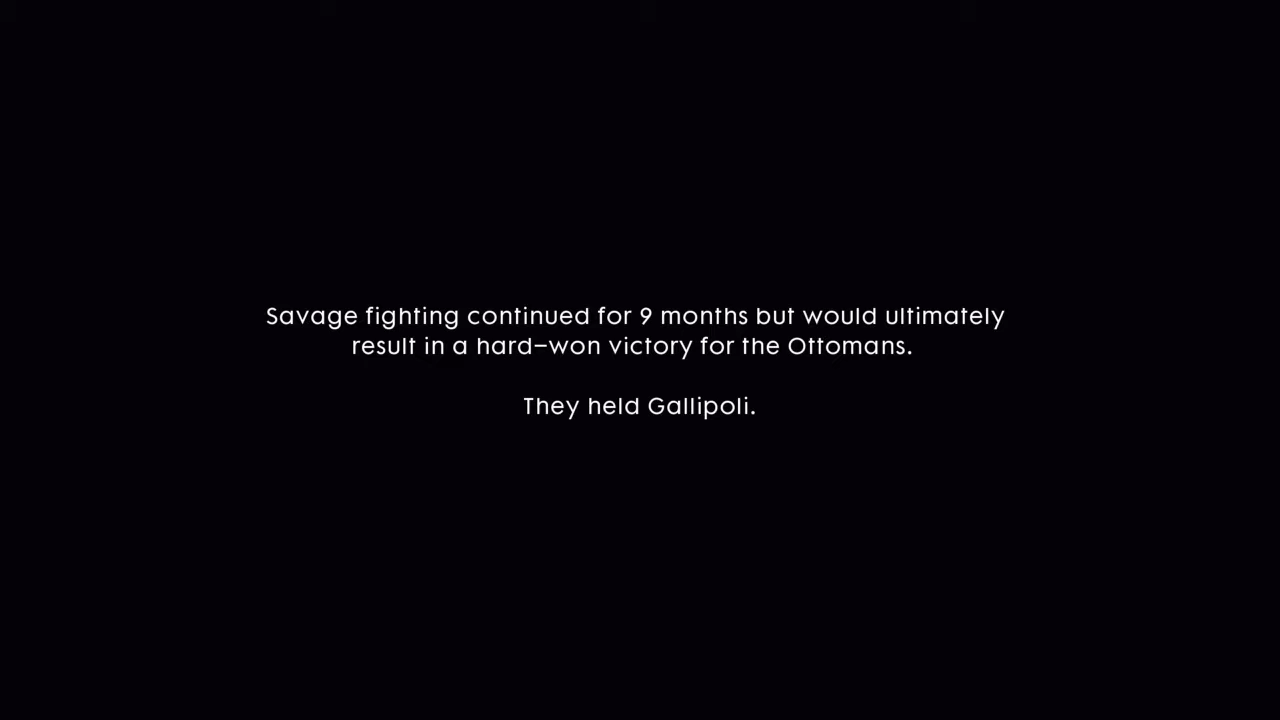 Savage fighting continued for 9 months but would ultimately
result in a hard-won victory for the Ottomans.
They held Gallipoli.